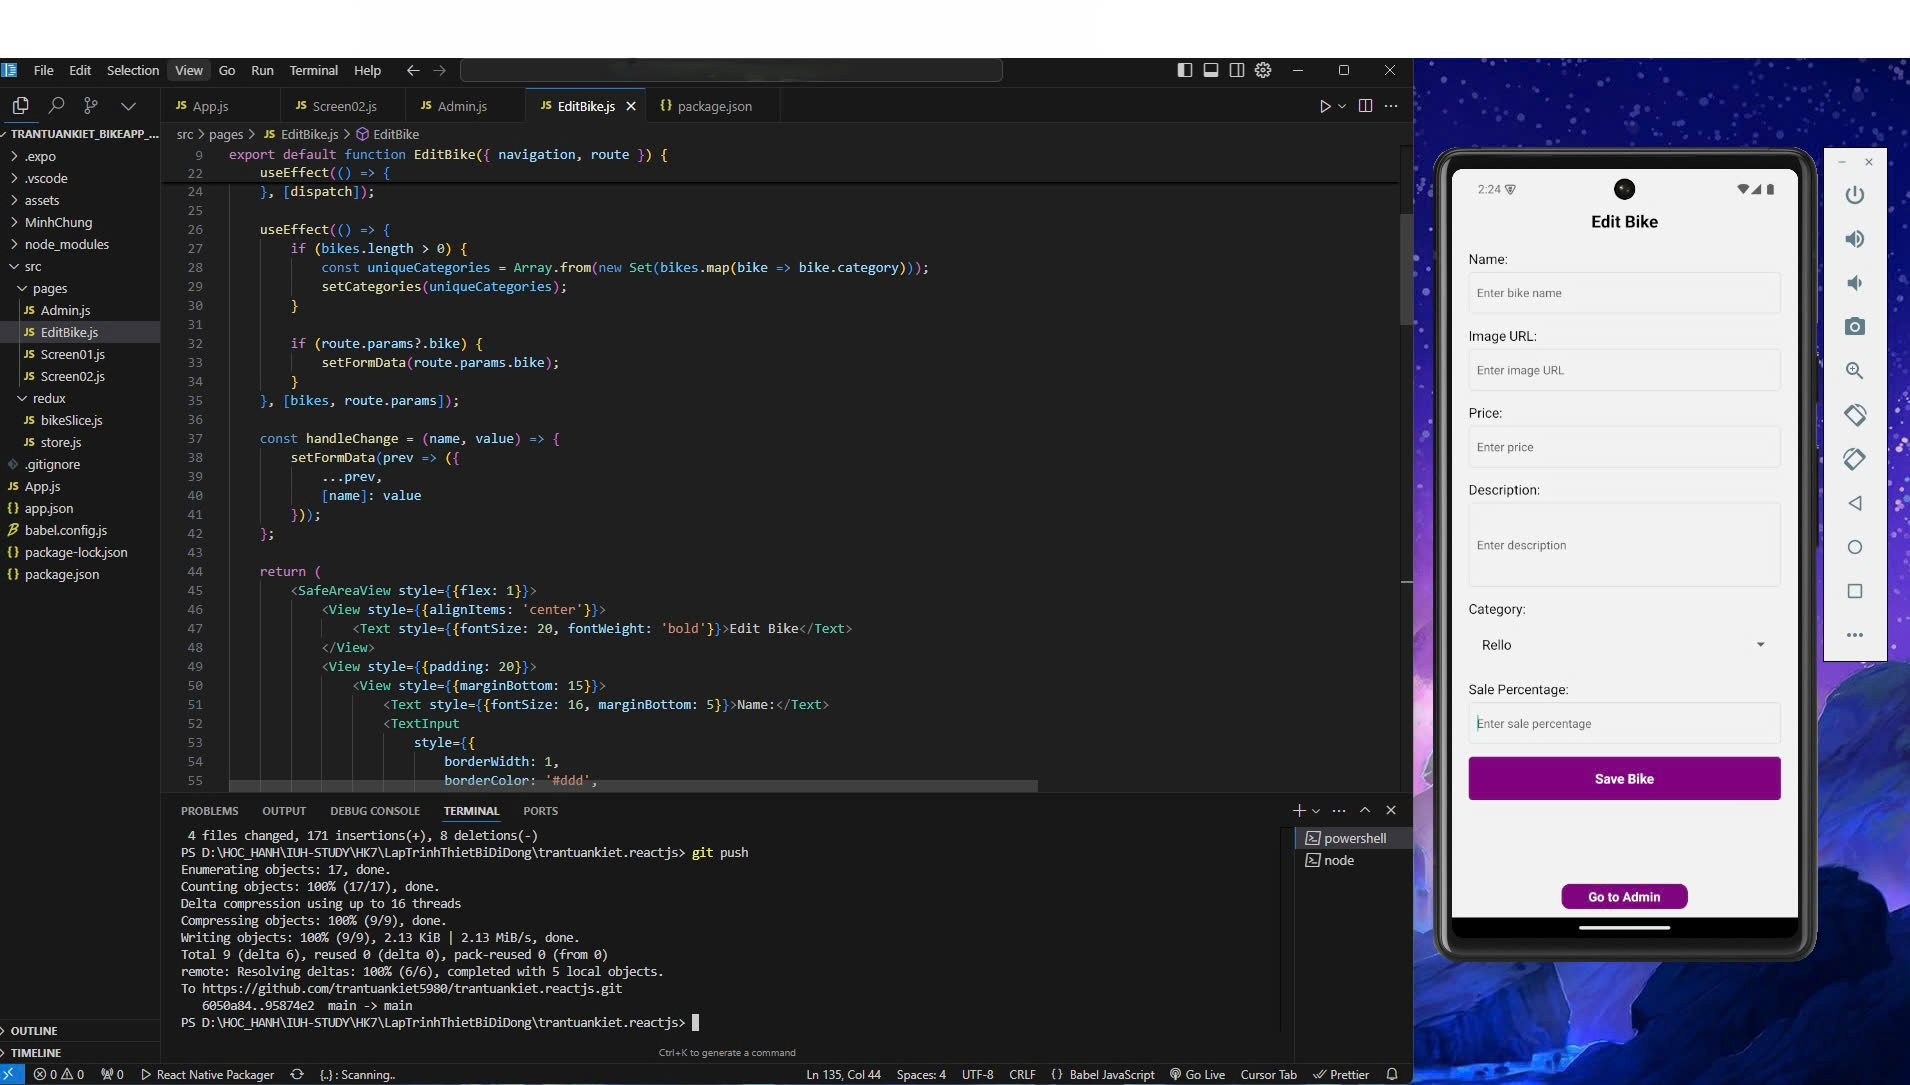 File Edit Selection View Go Run Terminal Help
JS App.js
JS Screen02.js
JS Admin.js
JS EditBike.js
{} package.json
TRANTUANKIET_BIKEAPP_...
.expo
.vscode
assets
MinhChung
node_modules
src
pages
JS Admin.js
JS EditBike.js
JS Screen01.js
JS Screen02.js
redux
JS bikeSlice.js
JS store.js
.gitignore
JS App.js
{} app.json
babel.config.js
{} package-lock.json
{} package.json
OUTLINE
TIMELINE
src > pages > JS EditBike.js > EditBike
9 export default function EditBike({ navigation, route }) {
22 useEffect(() => {
24 }, [dispatch]);
25
26 useEffect(() => {
27 if (bikes.length > 0) {
28 const uniqueCategories = Array.from(new Set(bikes.map(bike => bike.category)));
29 setCategories(uniqueCategories);
30 }
31
32 if (route.params?.bike) {
33 setFormData(route.params.bike);
34 }
35 }, [bikes, route.params]);
36
37 const handleChange = (name, value) => {
38 setFormData(prev => ({
39 ...prev,
40 [name]: value
41 }));
42 };
43
44 return (
45 <SafeAreaView style={{flex: 1}}>
46 <View style={{alignItems: 'center'}}>
47 <Text style={{fontSize: 20, fontWeight: 'bold'}}>Edit Bike</Text>
48 </View>
49 <View style={{padding: 20}}>
50 <View style={{marginBottom: 15}}>
51 <Text style={{fontSize: 16, marginBottom: 5}}>Name:</Text>
52 <TextInput
53 style={{
54 borderWidth: 1,
55 borderColor: '#ddd',
PROBLEMS OUTPUT DEBUG CONSOLE TERMINAL PORTS
4 files changed, 171 insertions(+), 8 deletions(-)
PS D:\HOC_HANH\IUH-STUDY\HK7\LapTrinhThietBiDiDong\trantuankiet.reactjs> git push
Enumerating objects: 17, done.
Counting objects: 100% (17/17), done.
Delta compression using up to 16 threads
Compressing objects: 100% (9/9), done.
Writing objects: 100% (9/9), 2.13 KiB | 2.13 MiB/s, done.
Total 9 (delta 6), reused 0 (delta 0), pack-reused 0 (from 0)
remote: Resolving deltas: 100% (6/6), completed with 5 local objects.
To https://github.com/trantuankiet5980/trantuankiet.reactjs.git
6050a84..95874e2 main -> main
PS D:\HOC_HANH\IUH-STUDY\HK7\LapTrinhThietBiDiDong\trantuankiet.reactjs>
powershell
node
Ctrl+K to generate a command
0 0 0 React Native Packager {..} : Scanning.. Ln 135, Col 44 Spaces: 4 UTF-8 CRLF {} Babel JavaScript Go Live Cursor Tab Prettier
2:24
Edit Bike
Name:
Enter bike name
Image URL:
Enter image URL
Price:
Enter price
Description:
Enter description
Category:
Rello
Sale Percentage:
Enter sale percentage
Save Bike
Go to Admin